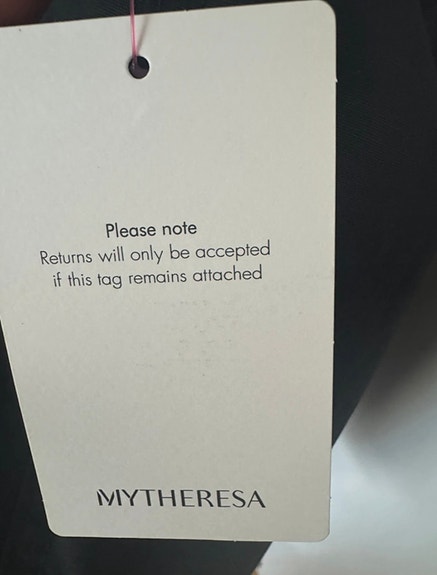 Please note
Returns will only be accepted
if this tag remains attached
MYTHERESA